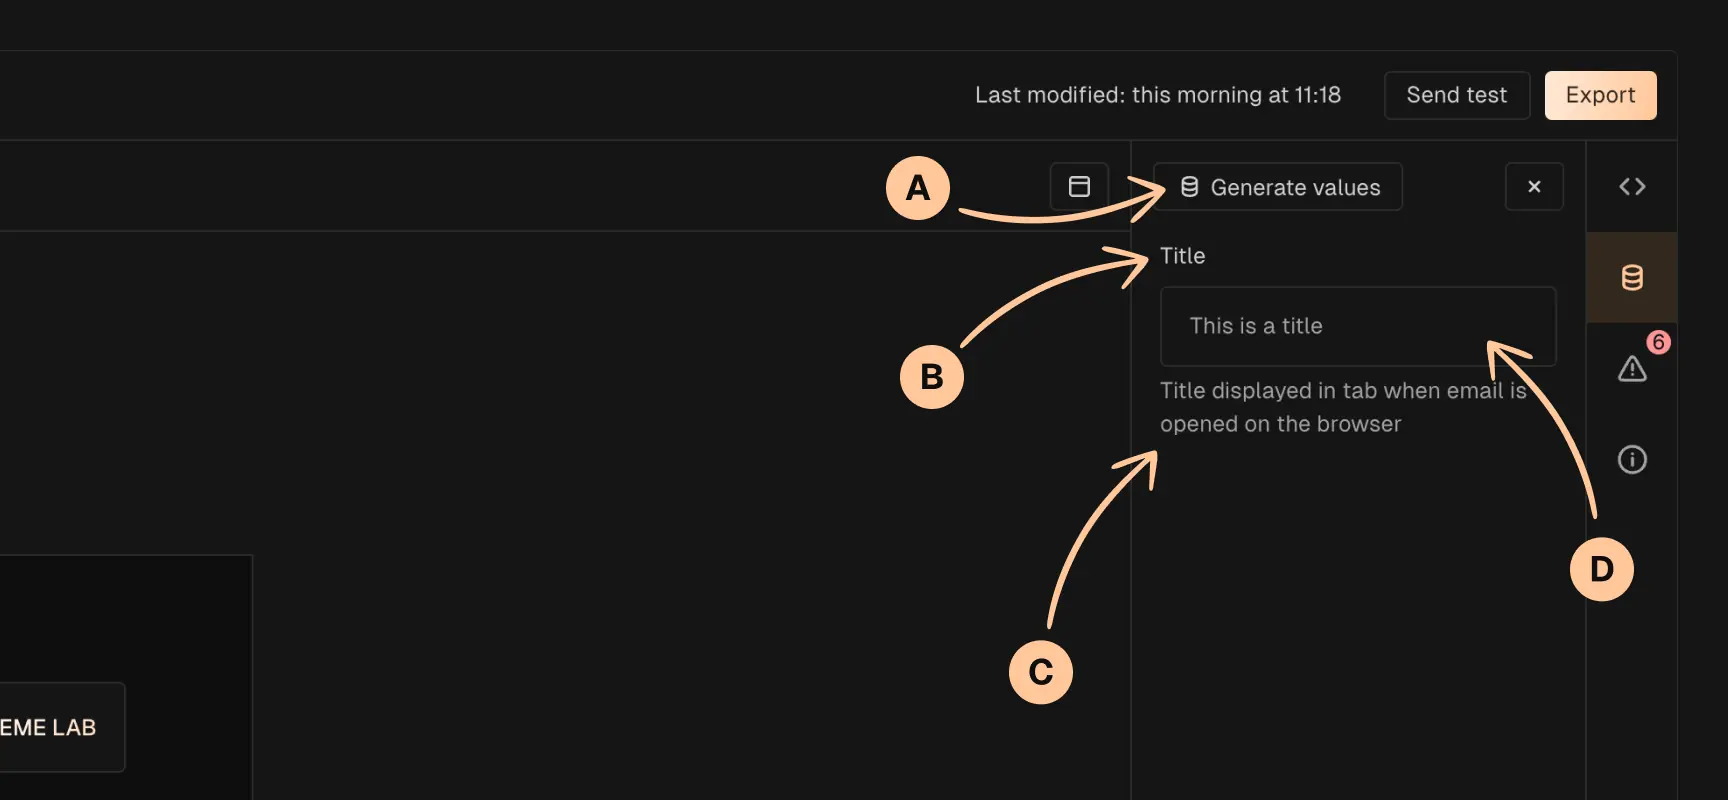 Last modified: this morning at 11:18
Send test
Export
A
Generate values
B
Title
This is a title
6
Title displayed in tab when email is
opened on the browser
D
C
EME LAB